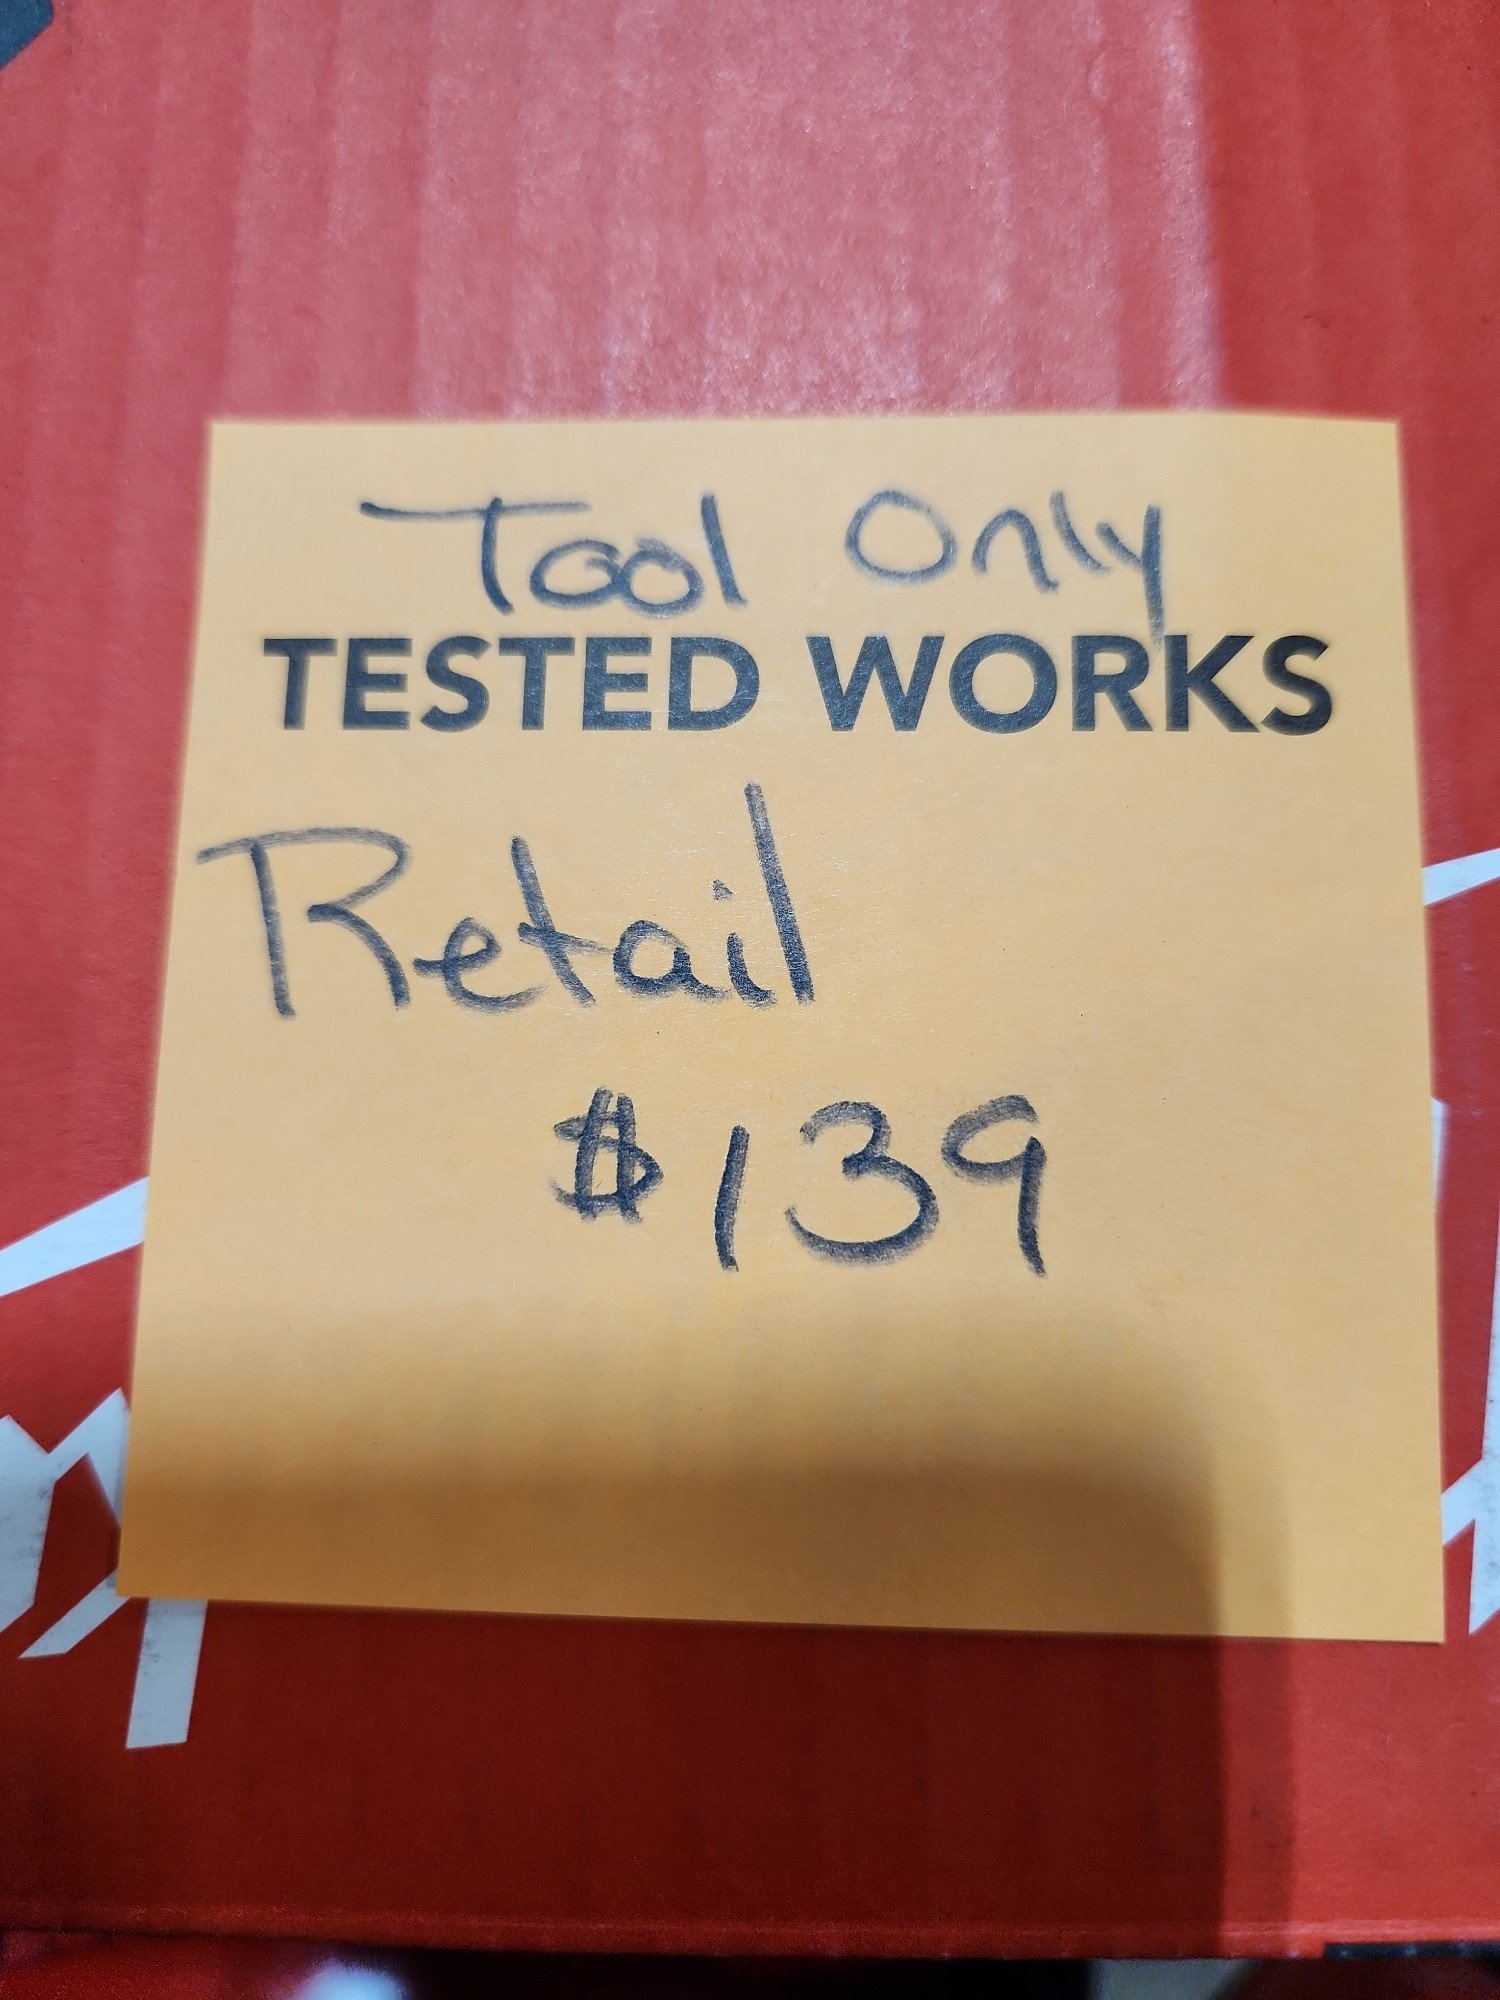 Tool Only
TESTED WORKS
Retail
$139